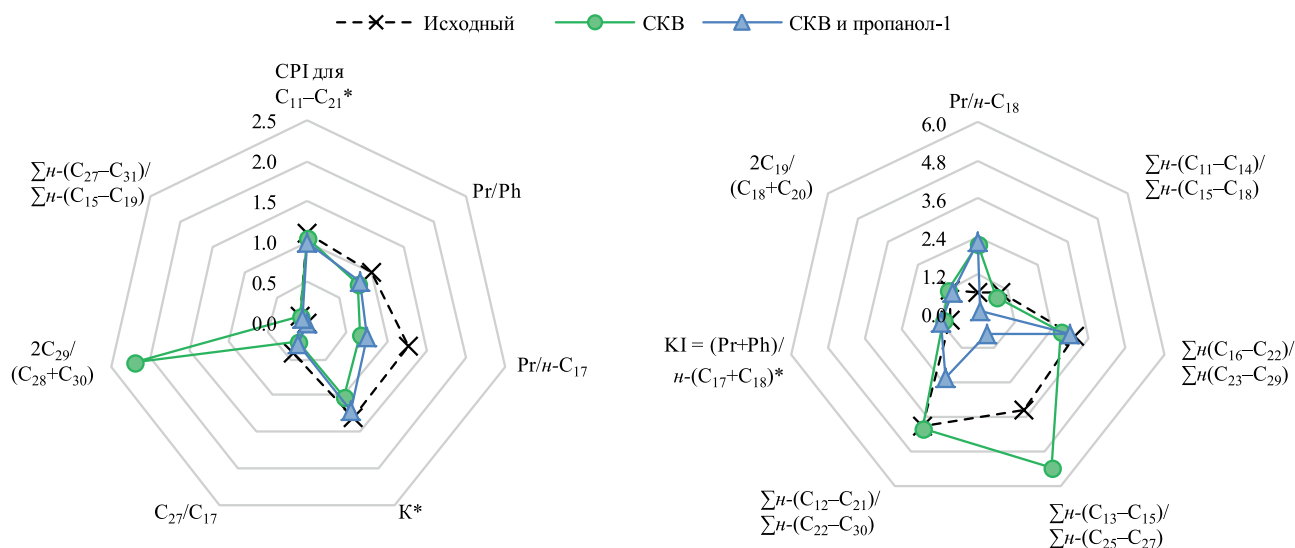 Исходный
СКВ
СКВ и пропанол-1
CPI для
C₁₁–C₂₁*
2.5
2.0
1.5
1.0
0.5
0.0
Pr/Ph
Pr/н-C₁₇
K*
C₂₇/C₁₇
2C₂₉/
(C₂₈+C₃₀)
∑н-(C₂₇–C₃₁)/
∑н-(C₁₅–C₁₉)
Pr/н-C₁₈
6.0
4.8
3.6
2.4
1.2
0.0
∑н-(C₁₁–C₁₄)/
∑н-(C₁₅–C₁₈)
∑н(C₁₆–C₂₂)/
∑н(C₂₃–C₂₉)
∑н-(C₁₃–C₁₅)/
∑н-(C₂₅–C₂₇)
∑н-(C₁₂–C₂₁)/
∑н-(C₂₂–C₃₀)
KI = (Pr+Ph)/
н-(C₁₇+C₁₈)*
2C₁₉/
(C₁₈+C₂₀)